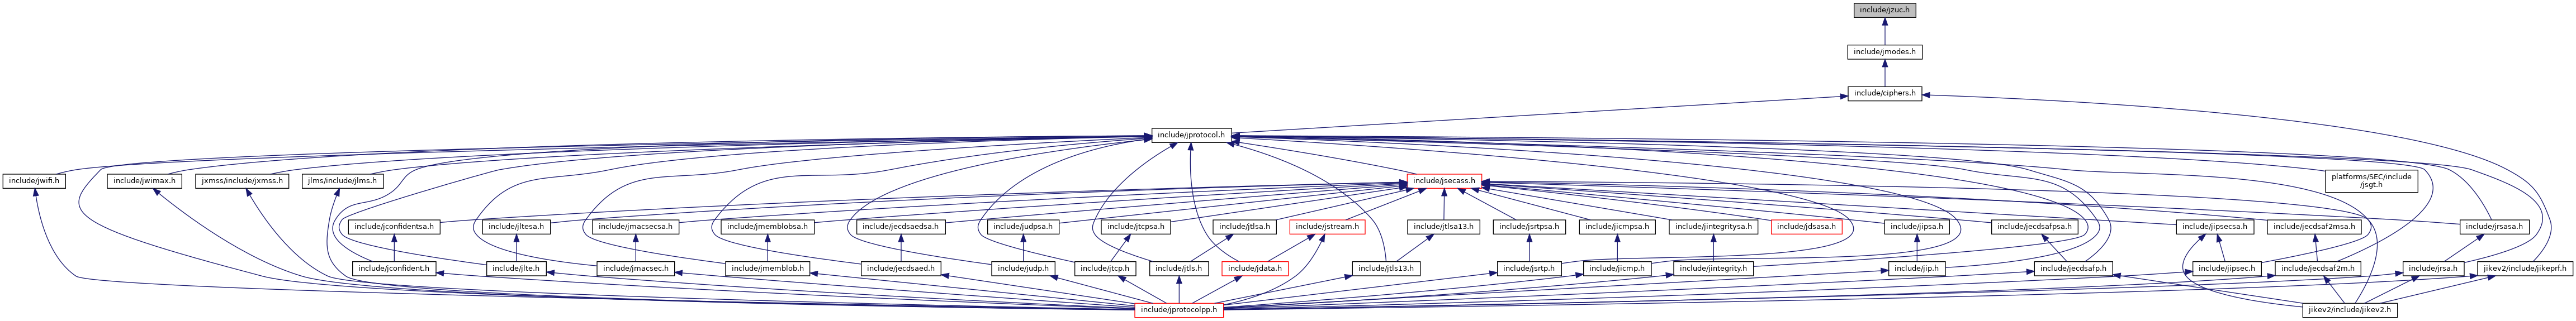 include/jzuc.h
include/jmodes.h
include/ciphers.h
include/jprotocol.h
include/jwifi.h
include/jwimax.h
jxmss/include/jxmss.h
jlms/include/jlms.h
include/jsecass.h
platforms/SEC/include
/jsgt.h
include/jconfidentsa.h
include/jltesa.h
include/jmacsecsa.h
include/jmemblobsa.h
include/jecdsaedsa.h
include/judpsa.h
include/jtcpsa.h
include/jtlsa.h
include/jstream.h
include/jtlsa13.h
include/jsrtpsa.h
include/jicmpsa.h
include/jintegritysa.h
include/jdsasa.h
include/jipsa.h
include/jecdsafpsa.h
include/jipsecsa.h
include/jecdsaf2msa.h
include/jrsasa.h
include/jconfident.h
include/jlte.h
include/jmacsec.h
include/jmemblob.h
include/jecdsaed.h
include/judp.h
include/jtcp.h
include/jtls.h
include/jdata.h
include/jtls13.h
include/jsrtp.h
include/jicmp.h
include/jintegrity.h
include/jip.h
include/jecdsafp.h
include/jipsec.h
include/jecdsaf2m.h
include/jrsa.h
jikev2/include/jikeprf.h
include/jprotocolpp.h
jikev2/include/jikev2.h